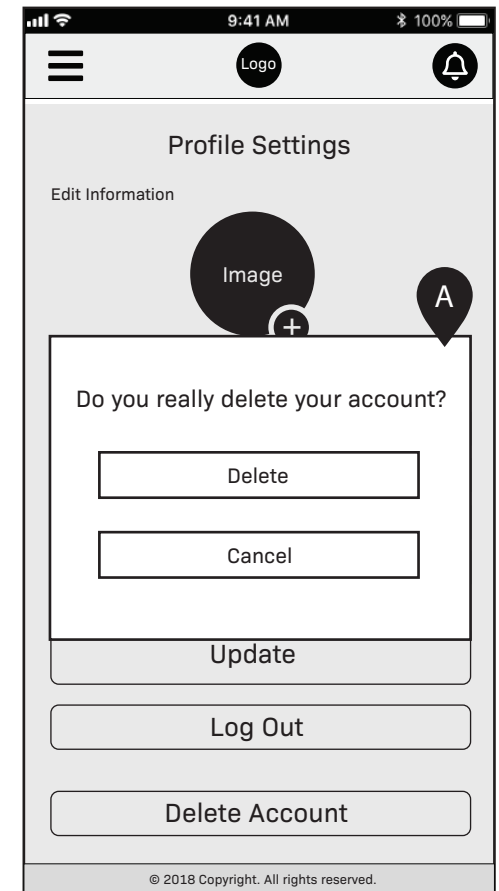 9:41 AM
100%
Logo
Profile Settings
Edit Information
Image
A
Do you really delete your account?
Delete
Cancel
Update
Log Out
Delete Account
© 2018 Copyright. All rights reserved.